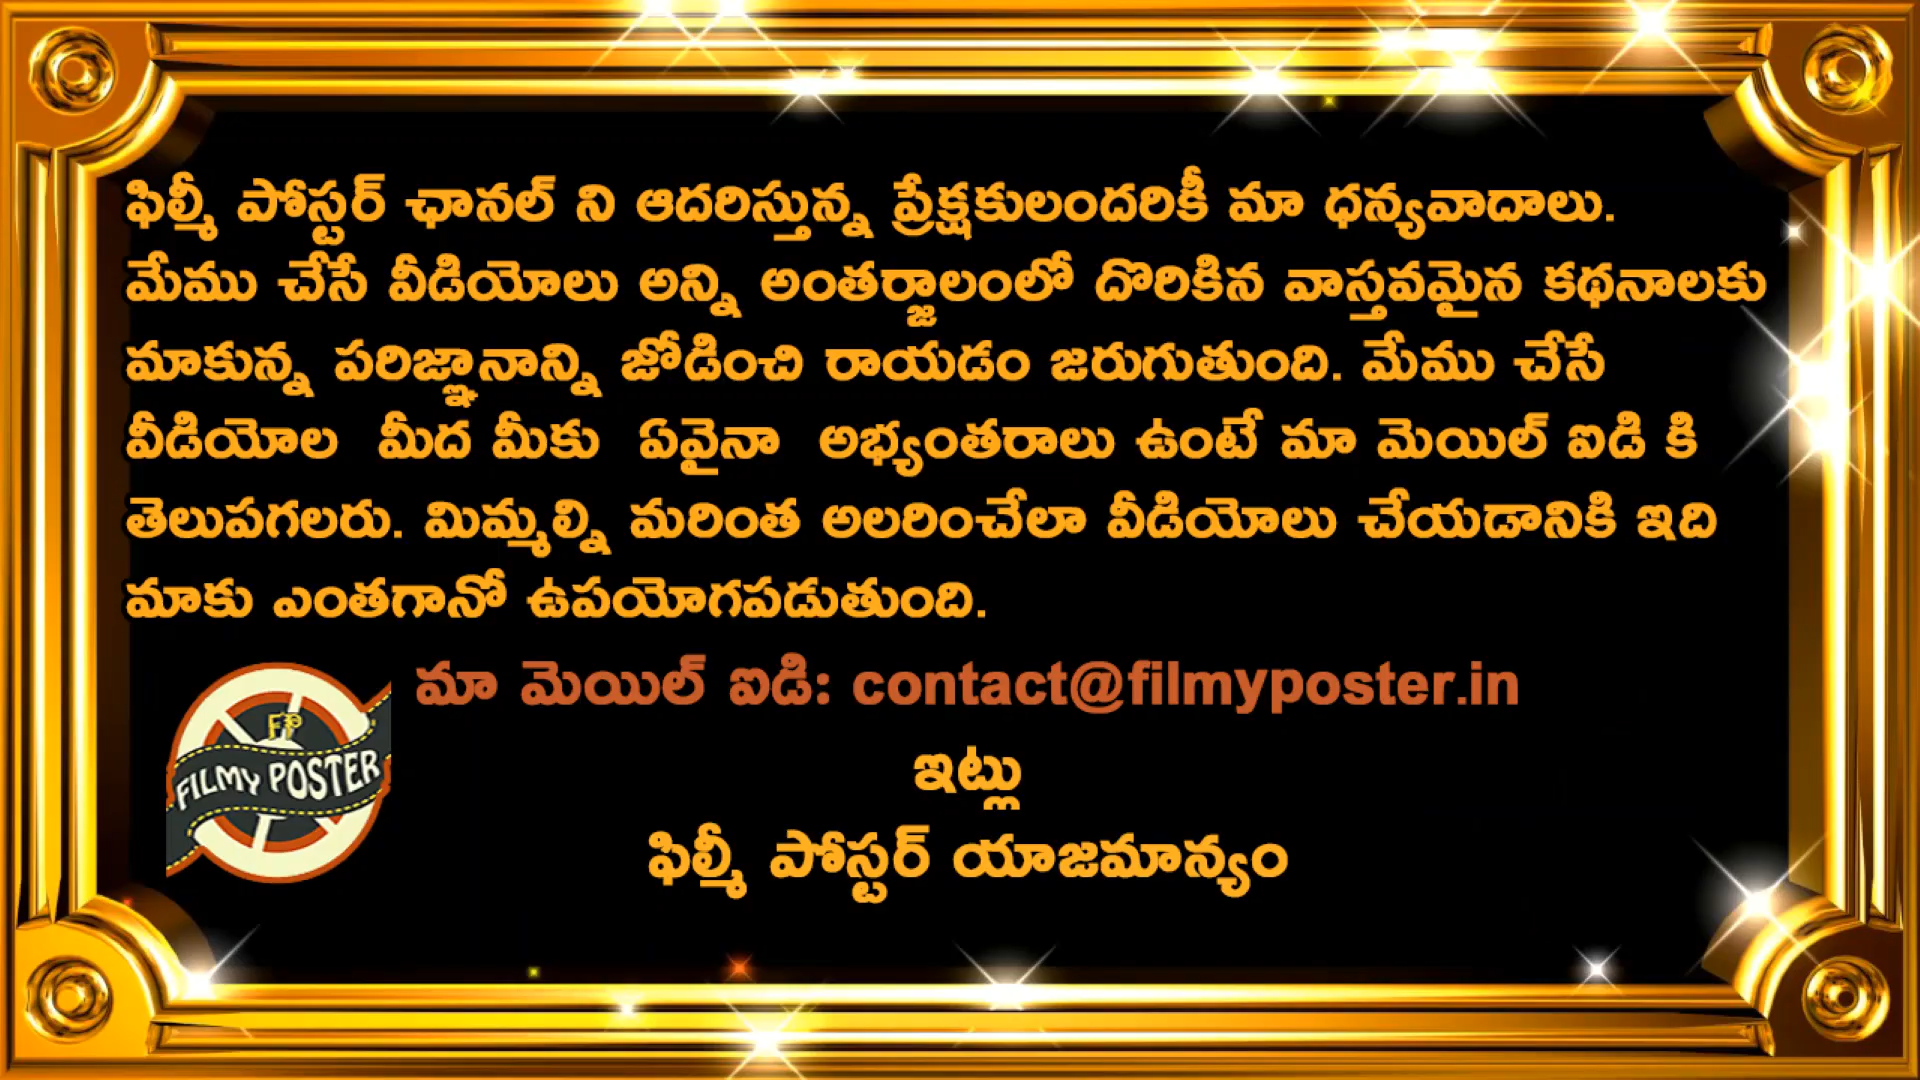 ఫిల్మీ పోస్టర్ ఛానల్ ని ఆదరిస్తున్న ప్రేక్షకులందరికీ మా ధన్యవాదాలు.
మేము చేసే వీడియోలు అన్ని అంతర్జాలంలో దొరికిన వాస్తవమైన కథనాలకు
మాకున్న పరిజ్ఞానాన్ని జోడించి రాయడం జరుగుతుంది. మేము చేసే
వీడియోల మీద మీకు ఏవైనా అభ్యంతరాలు ఉంటే మా మెయిల్ ఐడి కి
తెలుపగలరు. మిమ్మల్ని మరింత అలరించేలా వీడియోలు చేయడానికి ఇది
మాకు ఎంతగానో ఉపయోగపడుతుంది.
మా మెయిల్ ఐడి: contact@filmyposter.in
FP
FILMY POSTER
ఇట్లు
ఫిల్మీ పోస్టర్ యాజమాన్యం